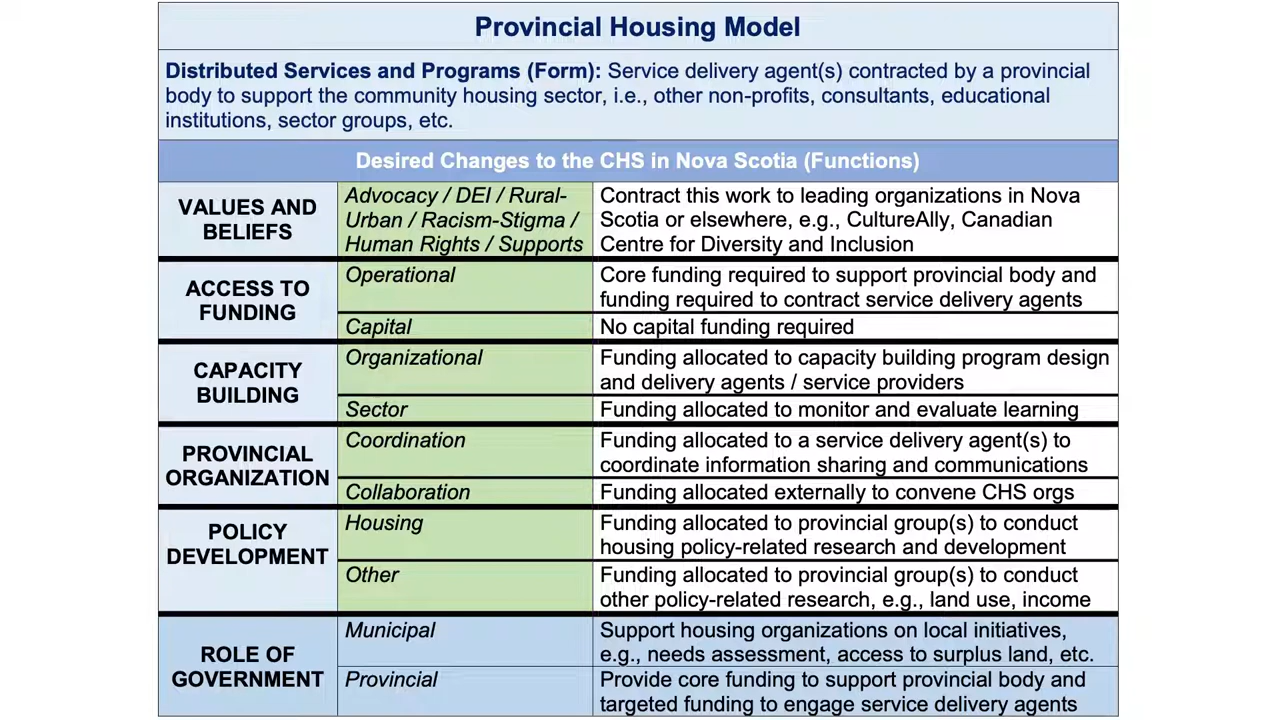 Provincial Housing Model
Distributed Services and Programs (Form): Service delivery agent(s) contracted by a provincial
body to support the community housing sector, i.e., other non-profits, consultants, educational
institutions, sector groups, etc.
Desired Changes to the CHS in Nova Scotia (Functions)
VALUES AND
BELIEFS
Advocacy / DEI / Rural-
Urban / Racism-Stigma /
Human Rights / Supports
Contract this work to leading organizations in Nova
Scotia or elsewhere, e.g., CultureAlly, Canadian
Centre for Diversity and Inclusion
ACCESS TO
FUNDING
Operational
Core funding required to support provincial body and
funding required to contract service delivery agents
Capital
No capital funding required
CAPACITY
BUILDING
Organizational
Funding allocated to capacity building program design
and delivery agents / service providers
Sector
Funding allocated to monitor and evaluate learning
PROVINCIAL
ORGANIZATION
Coordination
Funding allocated to a service delivery agent(s) to
coordinate information sharing and communications
Collaboration
Funding allocated externally to convene CHS orgs
POLICY
DEVELOPMENT
Housing
Funding allocated to provincial group(s) to conduct
housing policy-related research and development
Other
Funding allocated to provincial group(s) to conduct
other policy-related research, e.g., land use, income
ROLE OF
GOVERNMENT
Municipal
Support housing organizations on local initiatives,
e.g., needs assessment, access to surplus land, etc.
Provincial
Provide core funding to support provincial body and
targeted funding to engage service delivery agents